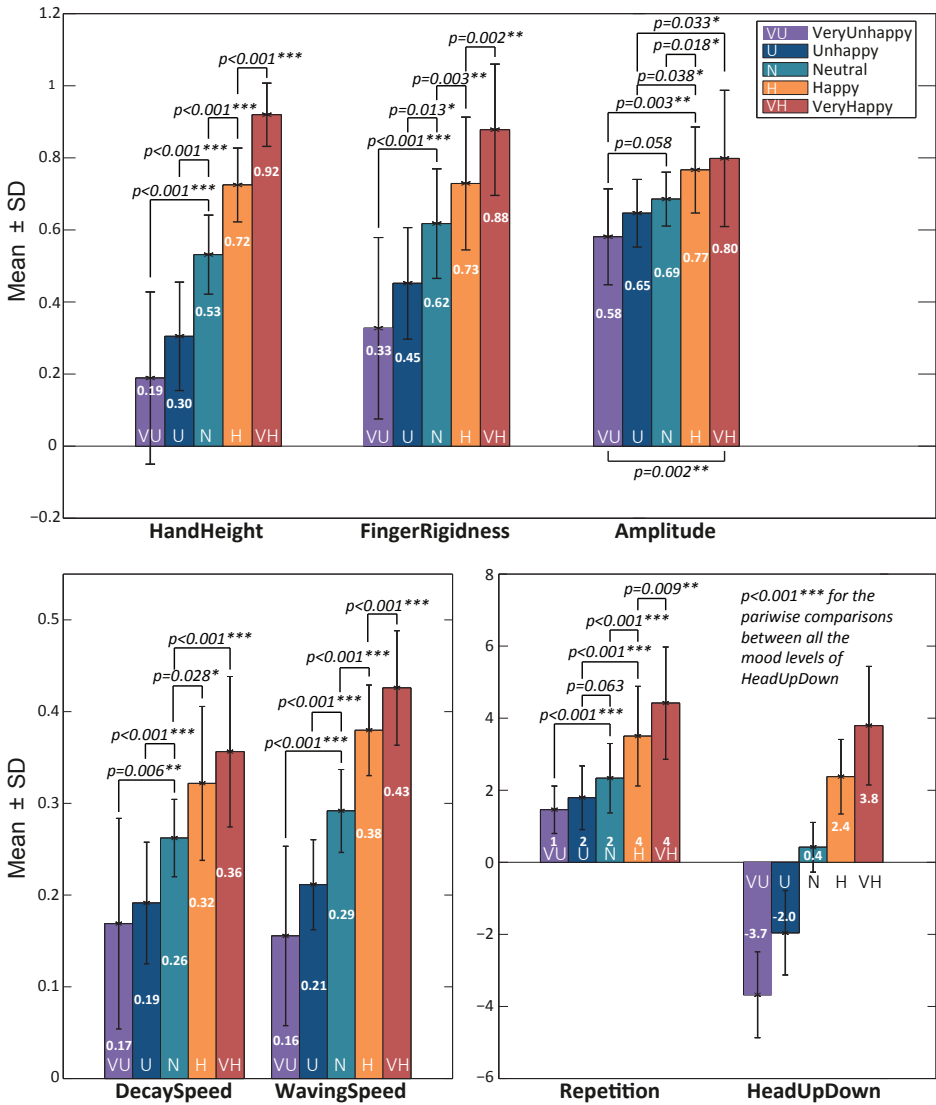 1.2
1
0.8
0.6
0.4
0.2
0
−0.2
Mean ± SD
VU VeryUnhappy
U Unhappy
N Neutral
H Happy
VH VeryHappy
p<0.001***
p<0.001***
p<0.001***
p<0.001***
0.19
0.30
0.53
0.72
0.92
VU U N H VH
HandHeight
p=0.002**
p=0.003**
p=0.013*
p<0.001***
0.33
0.45
0.62
0.73
0.88
VU U N H VH
FingerRigidness
p=0.033*
p=0.018*
p=0.038*
p=0.003**
p=0.058
0.58
0.65
0.69
0.77
0.80
VU U N H VH
p=0.002**
Amplitude
0.5
0.4
0.3
0.2
0.1
0
Mean ± SD
p<0.001***
p=0.028*
p<0.001***
p=0.006**
0.17
0.19
0.26
0.32
0.36
VU U N H VH
DecaySpeed
p<0.001***
p<0.001***
p<0.001***
p<0.001***
0.16
0.21
0.29
0.38
0.43
VU U N H VH
WavingSpeed
8
6
4
2
0
−2
−4
−6
p=0.009**
p<0.001***
p<0.001***
p=0.063
p<0.001***
1 2 2 4 4
VU U N H VH
Repetition
p<0.001*** for the
pariwise comparisons
between all the
mood levels of
HeadUpDown
VU U N H VH
-3.7
-2.0
0.4
2.4
3.8
HeadUpDown